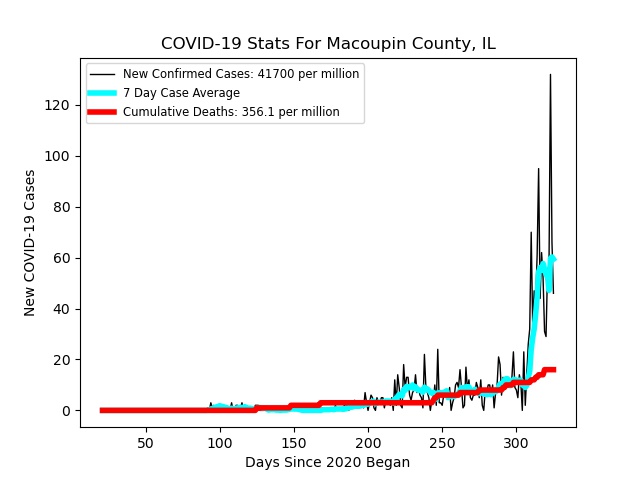 COVID-19 Stats For Macoupin County, IL
New Confirmed Cases: 41700 per million
7 Day Case Average
Cumulative Deaths: 356.1 per million
New COVID-19 Cases
120
100
80
60
40
20
0
50 100 150 200 250 300
Days Since 2020 Began